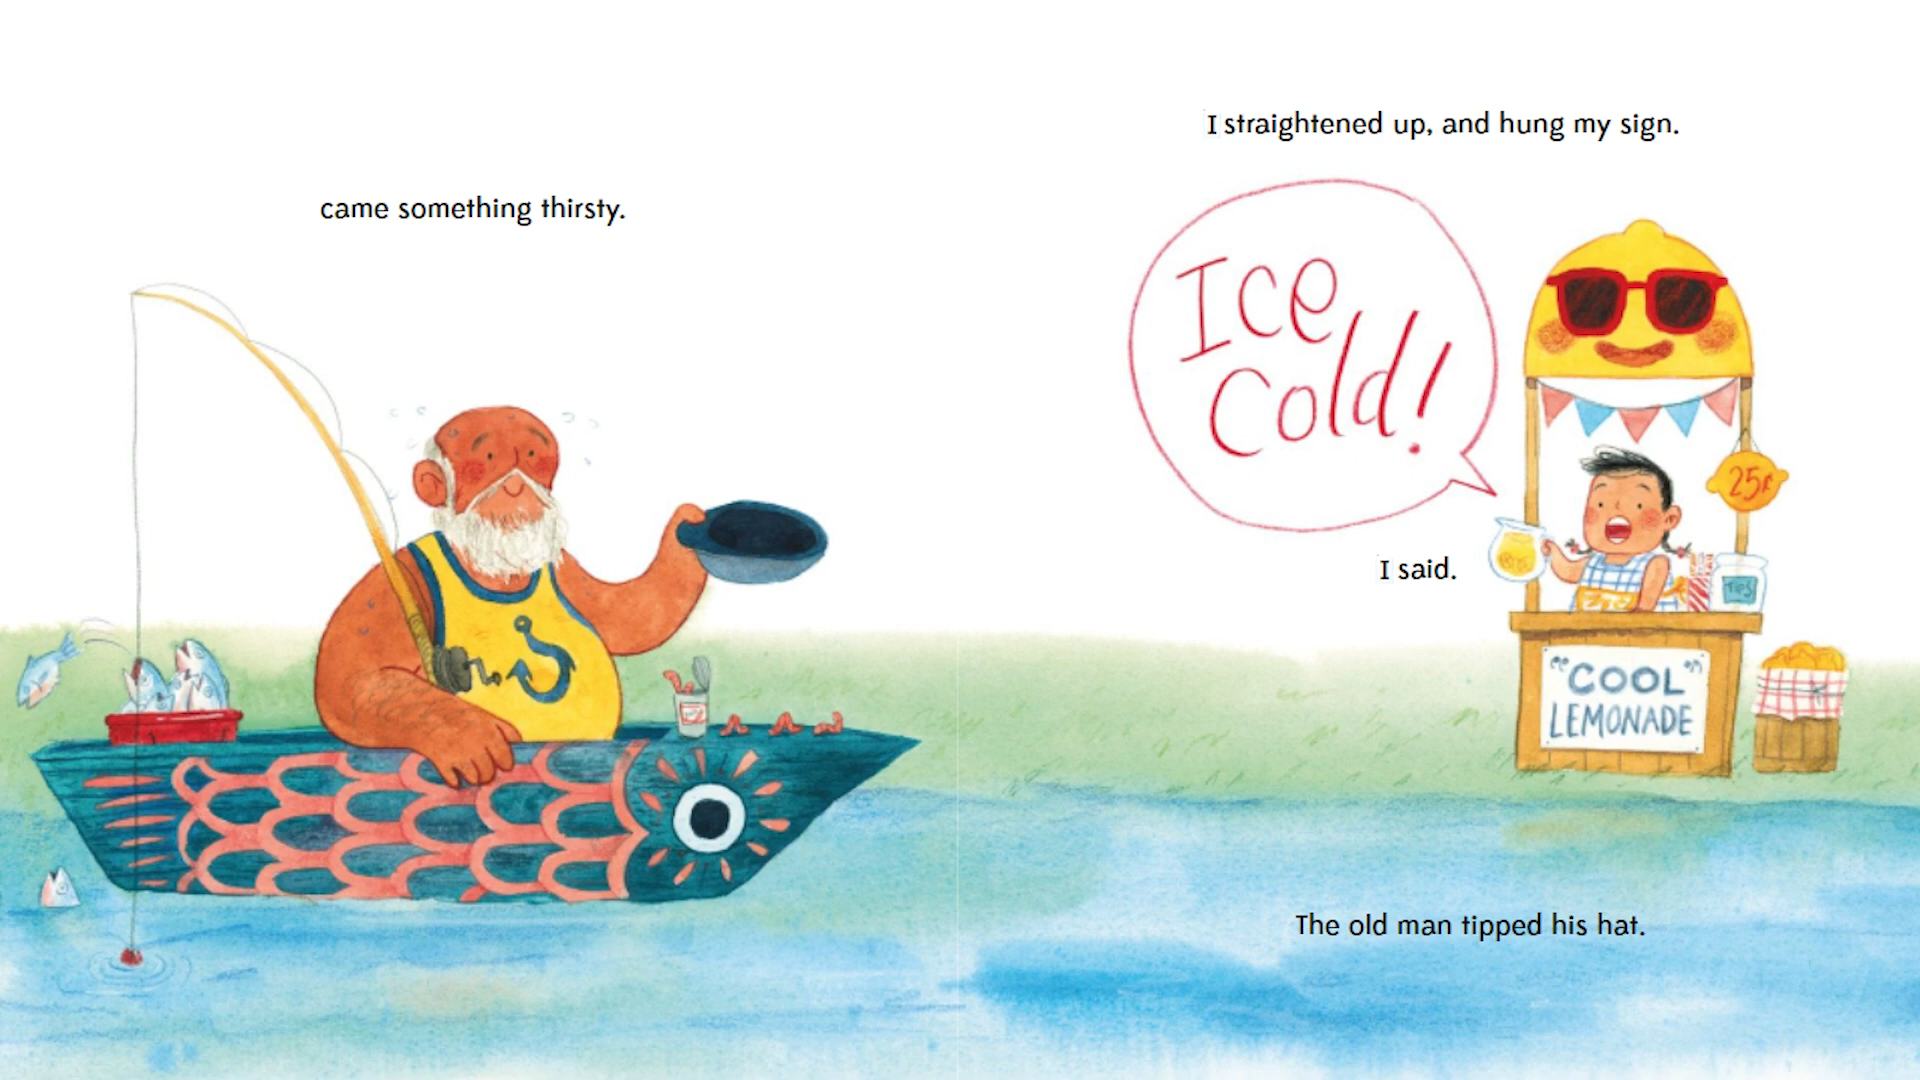 came something thirsty.
I straightened up, and hung my sign.
Ice
Cold!
I said.
25¢
TIPS
"COOL"
LEMONADE
The old man tipped his hat.